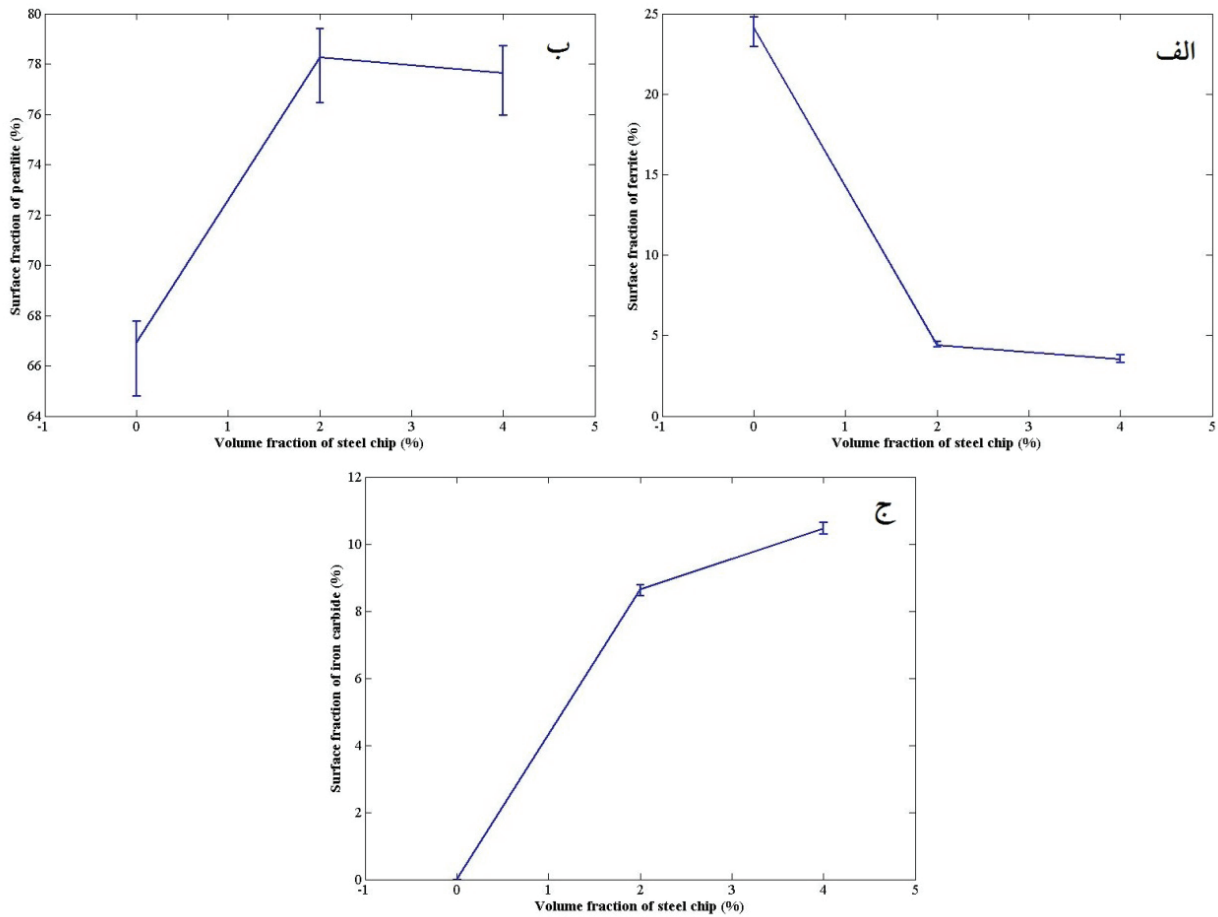 ب
80
78
76
74
72
70
68
66
64
Surface fraction of pearlite (%)
-1 0 1 2 3 4 5
Volume fraction of steel chip (%)
الف
25
20
15
10
5
0
Surface fraction of ferrite (%)
-1 0 1 2 3 4 5
Volume fraction of steel chip (%)
ج
12
10
8
6
4
2
0
Surface fraction of iron carbide (%)
-1 0 1 2 3 4 5
Volume fraction of steel chip (%)